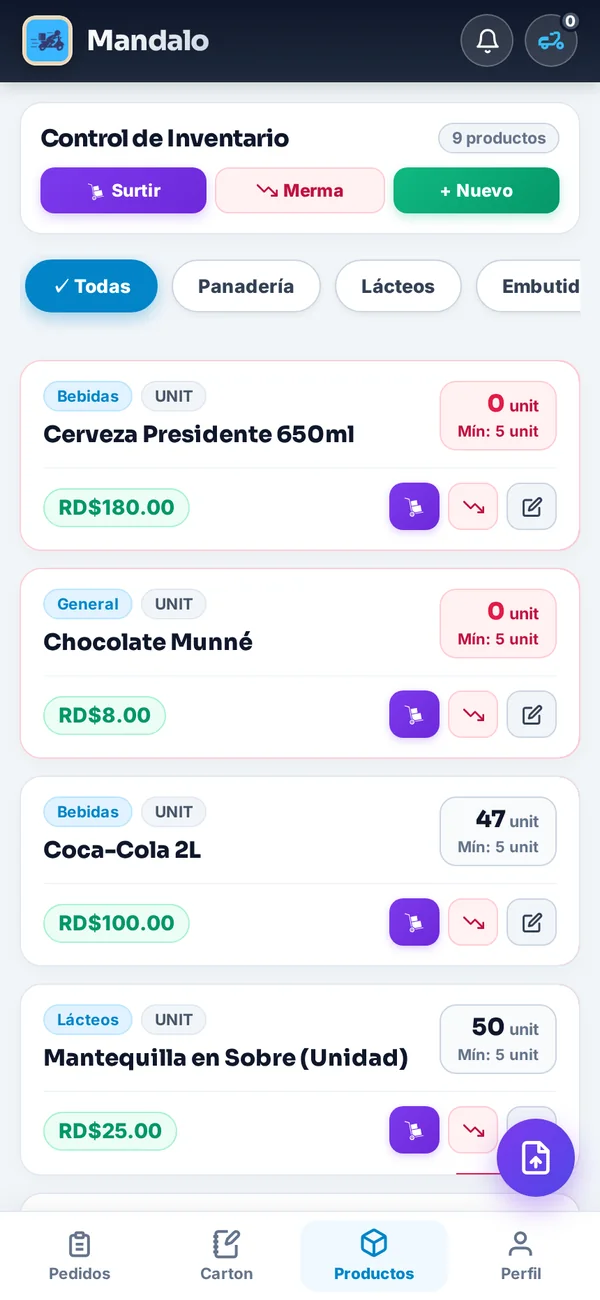 Mandalo
0
Control de Inventario
9 productos
Surtir
Merma
+ Nuevo
✓ Todas
Panadería
Lácteos
Embutid
Bebidas
UNIT
0 unit
Mín: 5 unit
Cerveza Presidente 650ml
RD$180.00
General
UNIT
0 unit
Mín: 5 unit
Chocolate Munné
RD$8.00
Bebidas
UNIT
47 unit
Mín: 5 unit
Coca-Cola 2L
RD$100.00
Lácteos
UNIT
50 unit
Mín: 5 unit
Mantequilla en Sobre (Unidad)
RD$25.00
Pedidos
Carton
Productos
Perfil